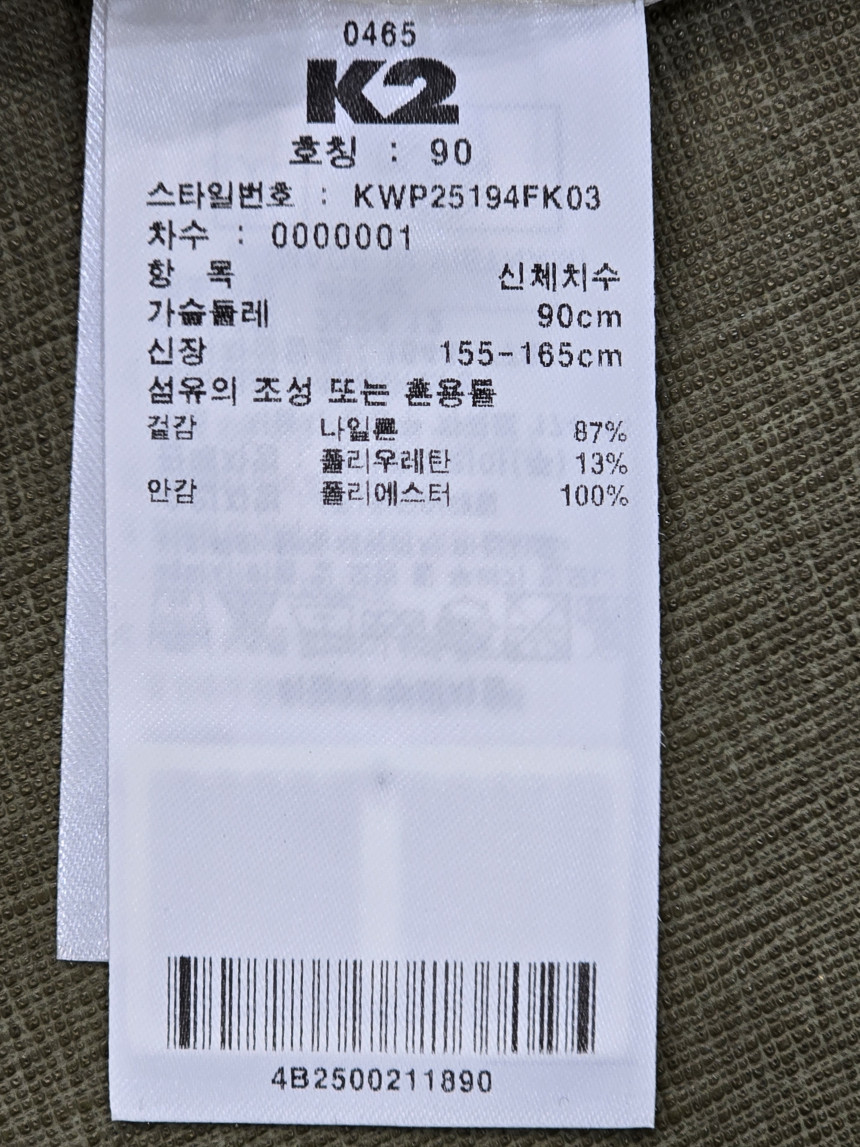 0465
K2
호칭 : 90
스타일번호 : KWP25194FK03
차수 : 0000001
항 목 신체치수
가슴둘레 90cm
신장 155-165cm
섬유의 조성 또는 혼용률
겉감 나일론 87%
폴리우레탄 13%
안감 폴리에스터 100%
4B2500211890